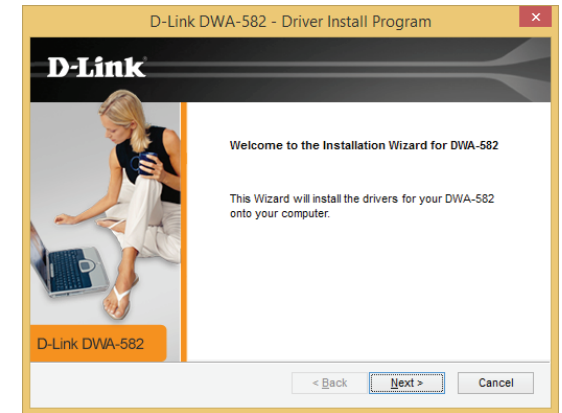 D-Link DWA-582 - Driver Install Program
D-Link
Welcome to the Installation Wizard for DWA-582
This Wizard will install the drivers for your DWA-582
onto your computer.
D-Link DWA-582
< Back Next > Cancel